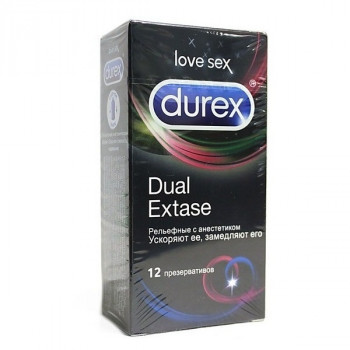 love sex
durex
Dual
Extase
Рельефные с анестетиком
Ускоряют ее, замедляют его
12 презервативов